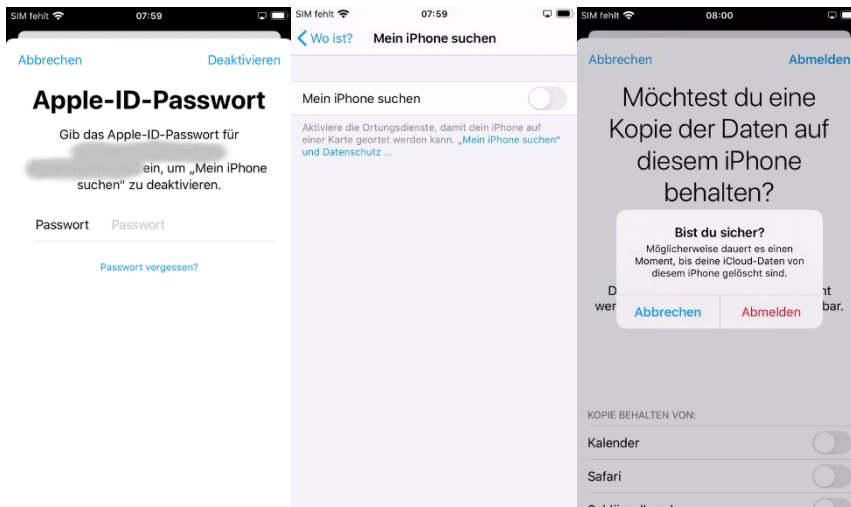 SIM fehlt 07:59
Abbrechen Deaktivieren
Apple-ID-Passwort
Gib das Apple-ID-Passwort für
ein, um „Mein iPhone
suchen“ zu deaktivieren.
Passwort Passwort
Passwort vergessen?
SIM fehlt 07:59
Wo ist? Mein iPhone suchen
Mein iPhone suchen
Aktiviere die Ortungsdienste, damit dein iPhone auf
einer Karte geortet werden kann. „Mein iPhone suchen“
und Datenschutz ...
SIM fehlt 08:00
Abbrechen Abmelden
Möchtest du eine
Kopie der Daten auf
diesem iPhone
behalten?
Bist du sicher?
Möglicherweise dauert es einen
Moment, bis deine iCloud-Daten von
diesem iPhone gelöscht sind.
Abbrechen Abmelden
KOPIE BEHALTEN VON:
Kalender
Safari